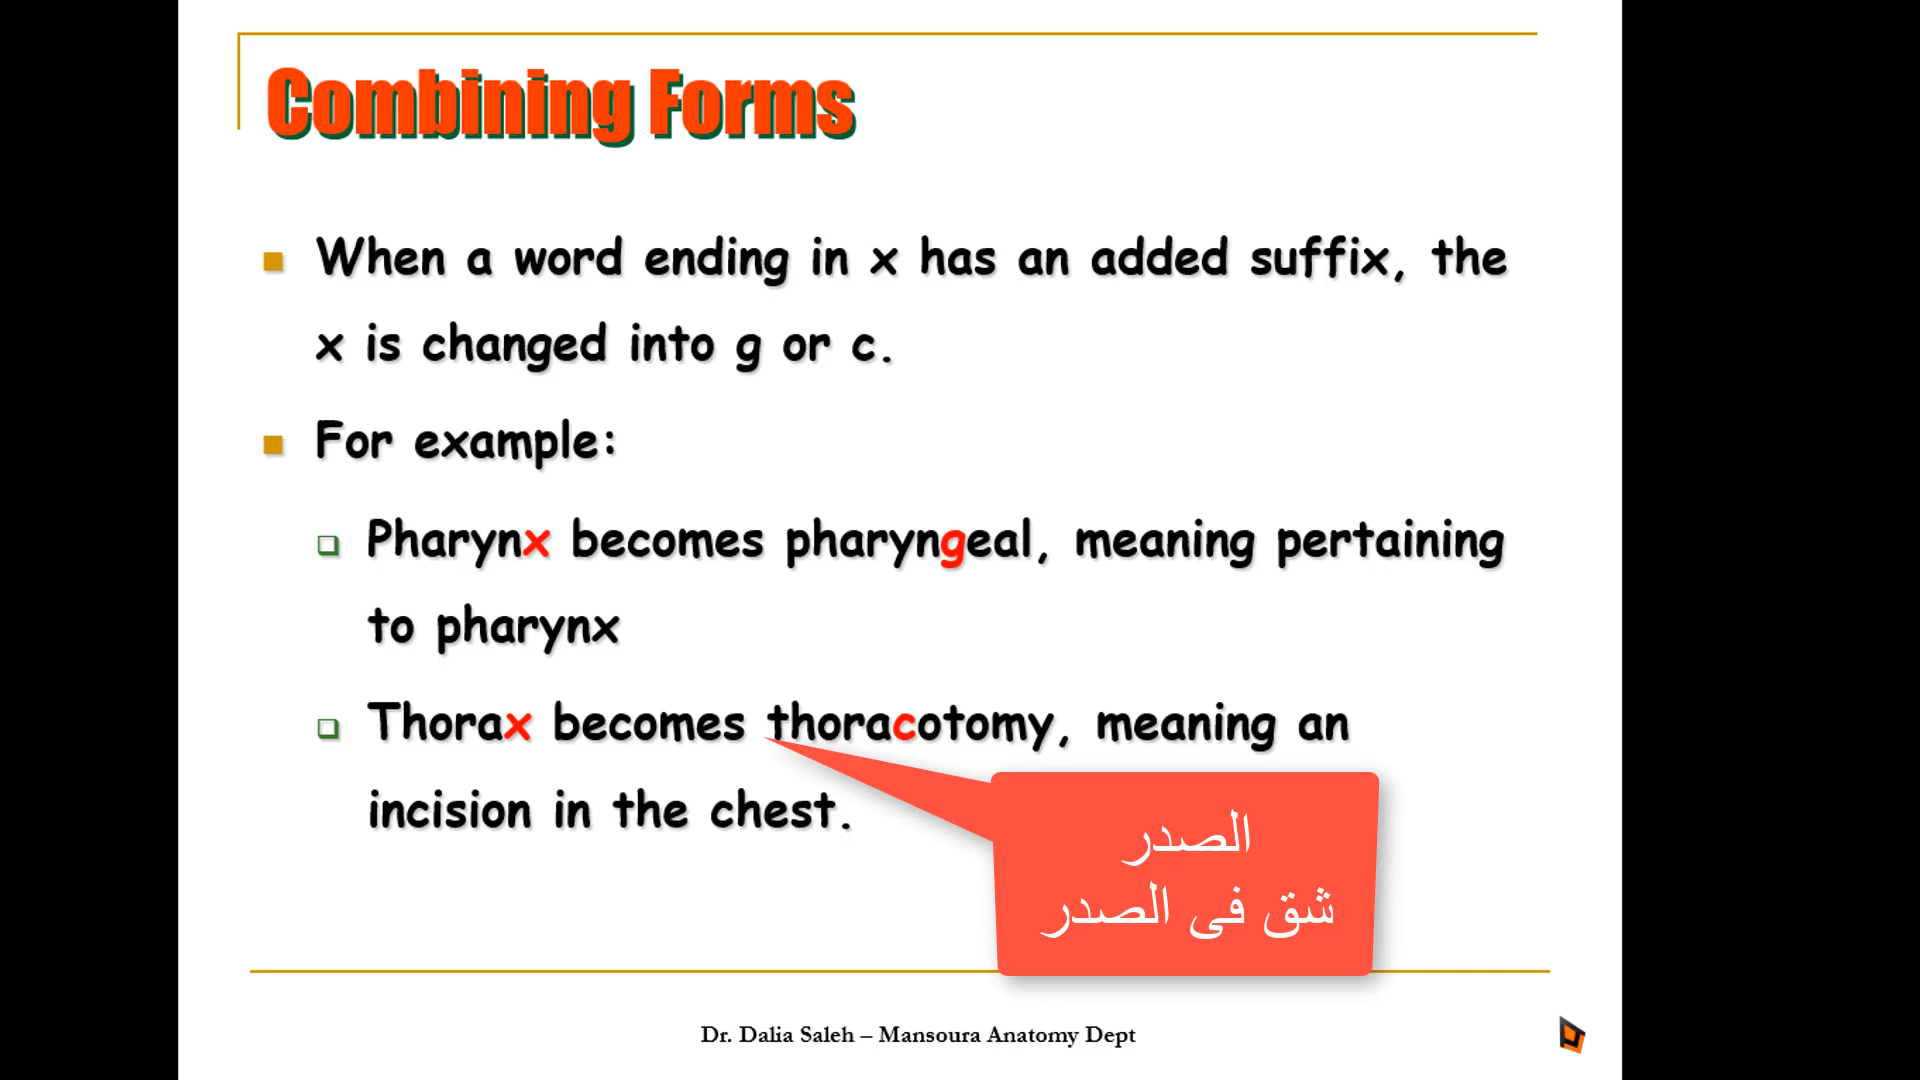 Combining Forms
When a word ending in x has an added suffix, the
x is changed into g or c.
For example:
Pharynx becomes pharyngeal, meaning pertaining
to pharynx
Thorax becomes thoracotomy, meaning an
incision in the chest.
الصدر
شق فى الصدر
Dr. Dalia Saleh – Mansoura Anatomy Dept